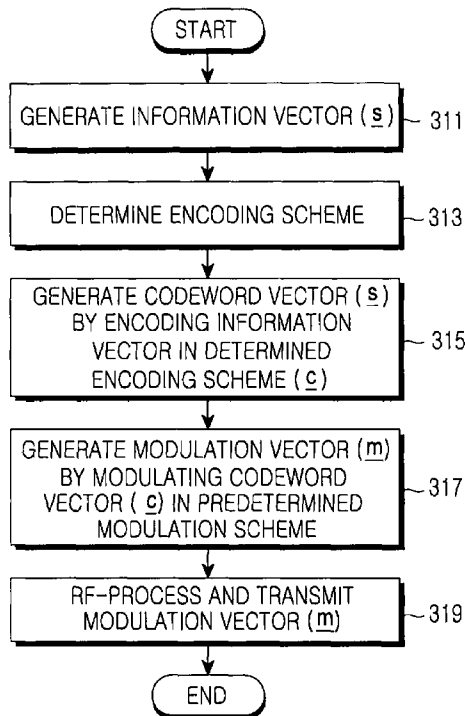 START
GENERATE INFORMATION VECTOR (s)
311
DETERMINE ENCODING SCHEME
313
GENERATE CODEWORD VECTOR (s)
BY ENCODING INFORMATION
VECTOR IN DETERMINED
ENCODING SCHEME (c)
315
GENERATE MODULATION VECTOR (m)
BY MODULATING CODEWORD
VECTOR (c) IN PREDETERMINED
MODULATION SCHEME
317
RF-PROCESS AND TRANSMIT
MODULATION VECTOR (m)
319
END